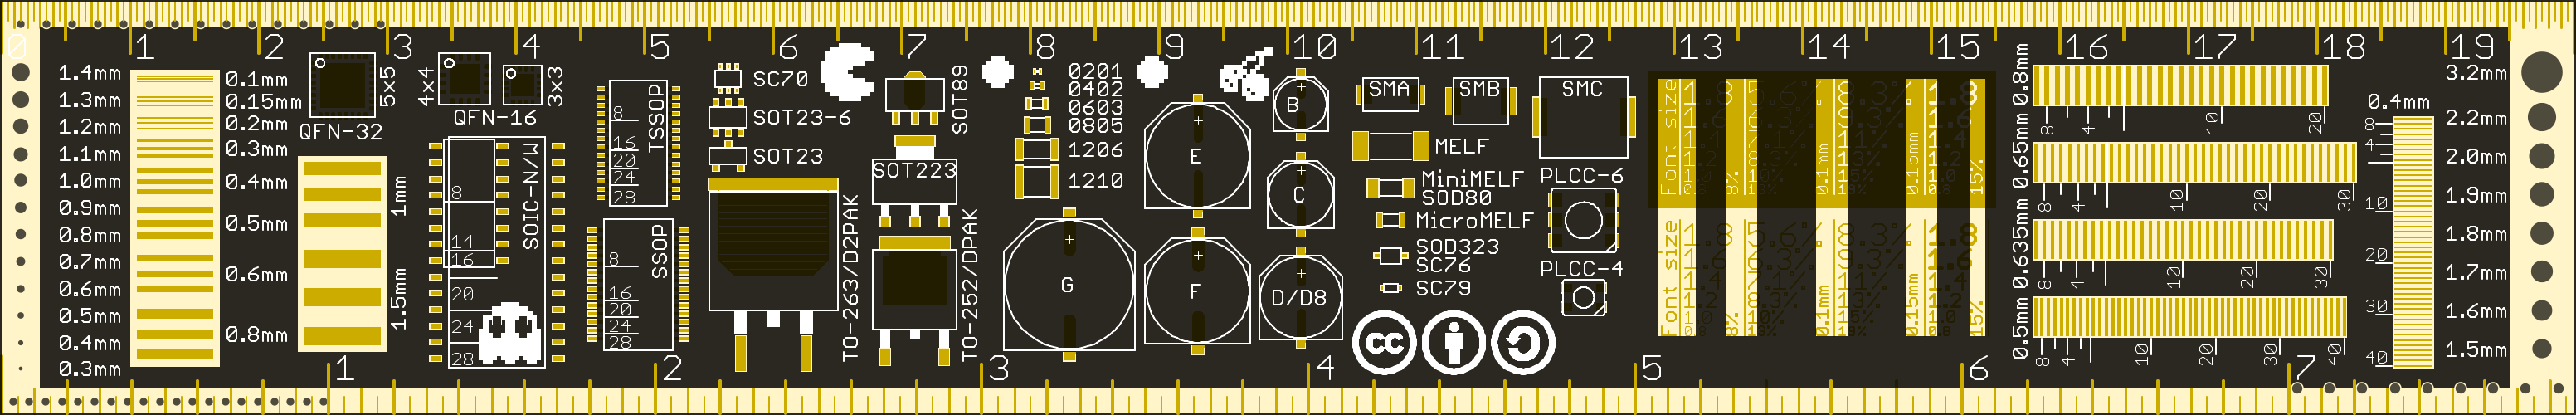 0 1 2 3 4 5 6 7 8 9 10 11 12 13 14 15 16 17 18 19
1.4mm
1.3mm
1.2mm
1.1mm
1.0mm
0.9mm
0.8mm
0.7mm
0.6mm
0.5mm
0.4mm
0.3mm
0.1mm
0.15mm
0.2mm
0.3mm
0.4mm
0.5mm
0.6mm
0.8mm
1mm
1.5mm
QFN-32
5x5
4x4
QFN-16
3x3
SOIC-N/M
8
14
16
20
24
28
TSSOP
8
16
20
24
28
SSOP
8
16
20
24
28
SC70
SOT23-6
SOT23
TO-263/D2PAK
SOT89
SOT223
TO-252/DPAK
0201
0402
0603
0805
1206
1210
G
E
F
B
C
D/D8
SMA
SMB
SMC
MELF
MiniMELF
SOD80
MicroMELF
SOD323
SC76
SC79
PLCC-6
PLCC-4
cc
Font size
0.1mm
0.15mm
15%
Font size
0.1mm
0.15mm
15%
0.8mm
8 4 10 20
0.65mm
8 4 10 20 30
0.635mm
8 4 10 20 30
0.5mm
8 4 10 20 30 40
0.4mm
8
4
10
20
30
40
3.2mm
2.2mm
2.0mm
1.9mm
1.8mm
1.7mm
1.6mm
1.5mm
1 2 3 4 5 6 7